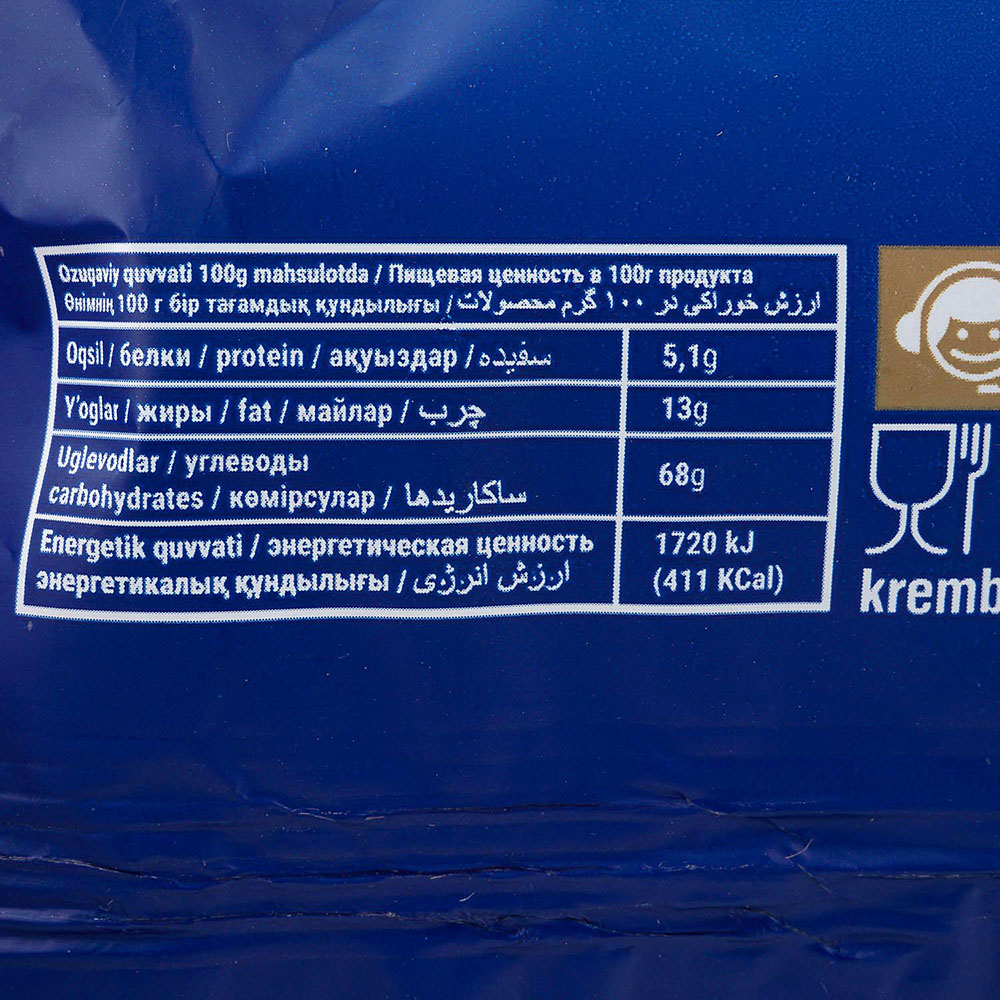 Ozuqaviy quvvati 100g mahsulotda / Пищевая ценность в 100г продукта
Өнімнің 100 г бір тағамдық құндылығы / ارزش خوراکی در ۱۰۰ گرم محصولات
Oqsil / белки / protein / ақуыздар / سفیده 5,1g
Y'oglar / жиры / fat / майлар / چرب 13g
Uglevodlar / углеводы
carbohydrates / көмірсулар / ساکاریدها 68g
Energetik quvvati / энергетическая ценность 1720 kJ
энергетикалық құндылығы / ارزش انرژی (411 KCal)
kremb